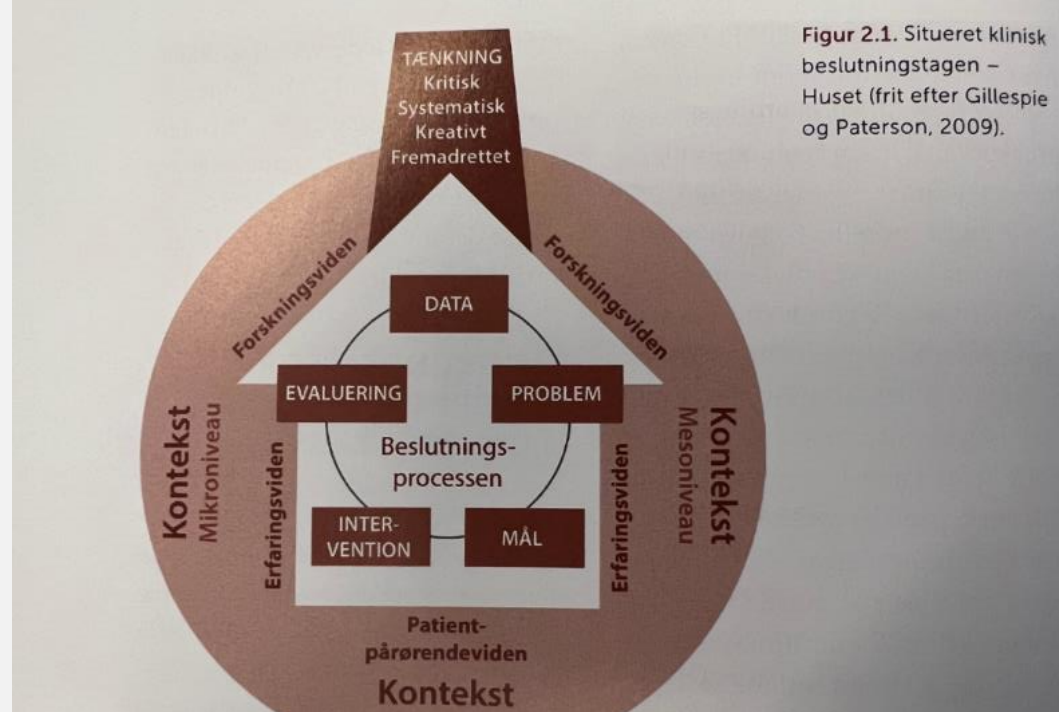 Figur 2.1. Situeret klinisk
beslutningstagen –
Huset (frit efter Gillespie
og Paterson, 2009).
TÆNKNING
Kritisk
Systematisk
Kreativt
Fremadrettet
Forskningsviden
Forskningsviden
DATA
EVALUERING
PROBLEM
Beslutnings-
processen
INTER-
VENTION
MÅL
Kontekst
Mikroniveau
Erfaringsviden
Erfaringsviden
Kontekst
Mesoniveau
Patient-
pårørendeviden
Kontekst